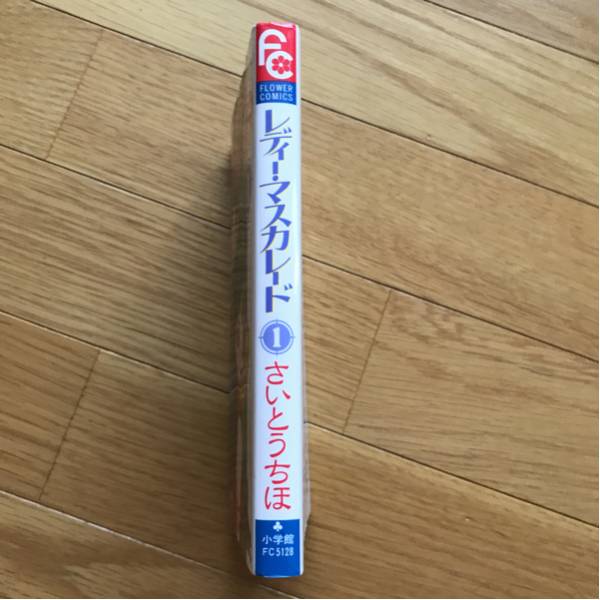 FC
FLOWER
COMICS
レディー・マスカレード
1
さいとうちほ
小学館
FC5128